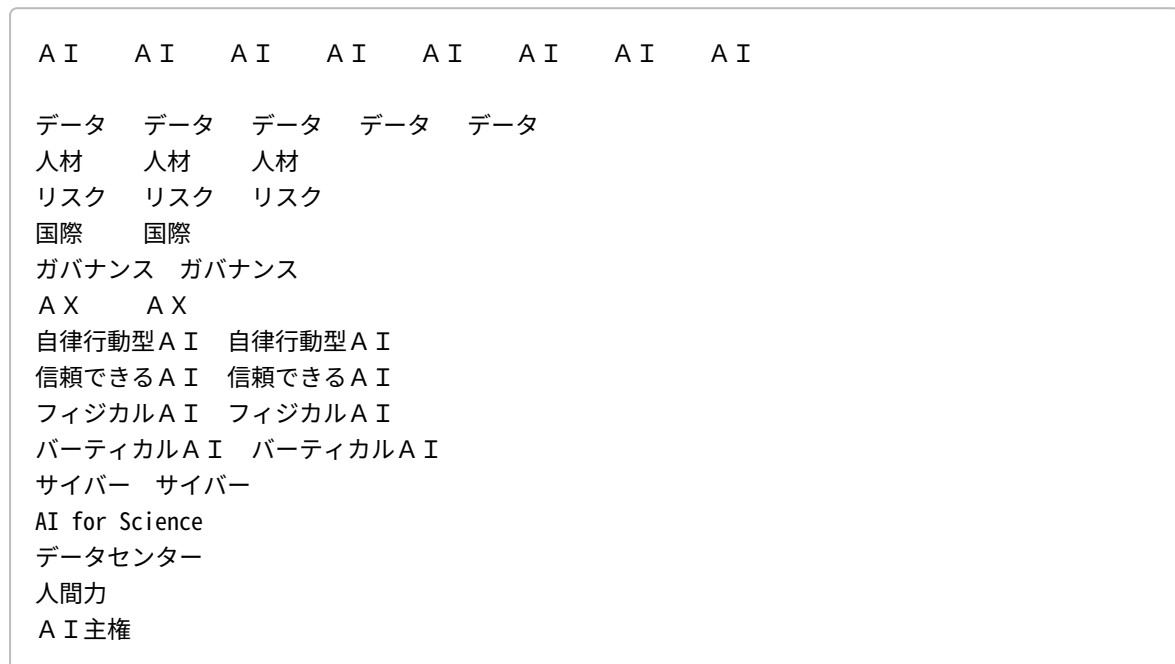 ＡＩ　　ＡＩ　　ＡＩ　　ＡＩ　　ＡＩ　　ＡＩ　　ＡＩ　　ＡＩ
データ　　データ　　データ　　データ　　データ
人材　　　人材　　　人材
リスク　　リスク　　リスク
国際　　　国際
ガバナンス　ガバナンス
ＡＸ　　　ＡＸ
自律行動型ＡＩ　自律行動型ＡＩ
信頼できるＡＩ　信頼できるＡＩ
フィジカルＡＩ　フィジカルＡＩ
バーティカルＡＩ　バーティカルＡＩ
サイバー　サイバー
AI for Science
データセンター
人間力
ＡＩ主権